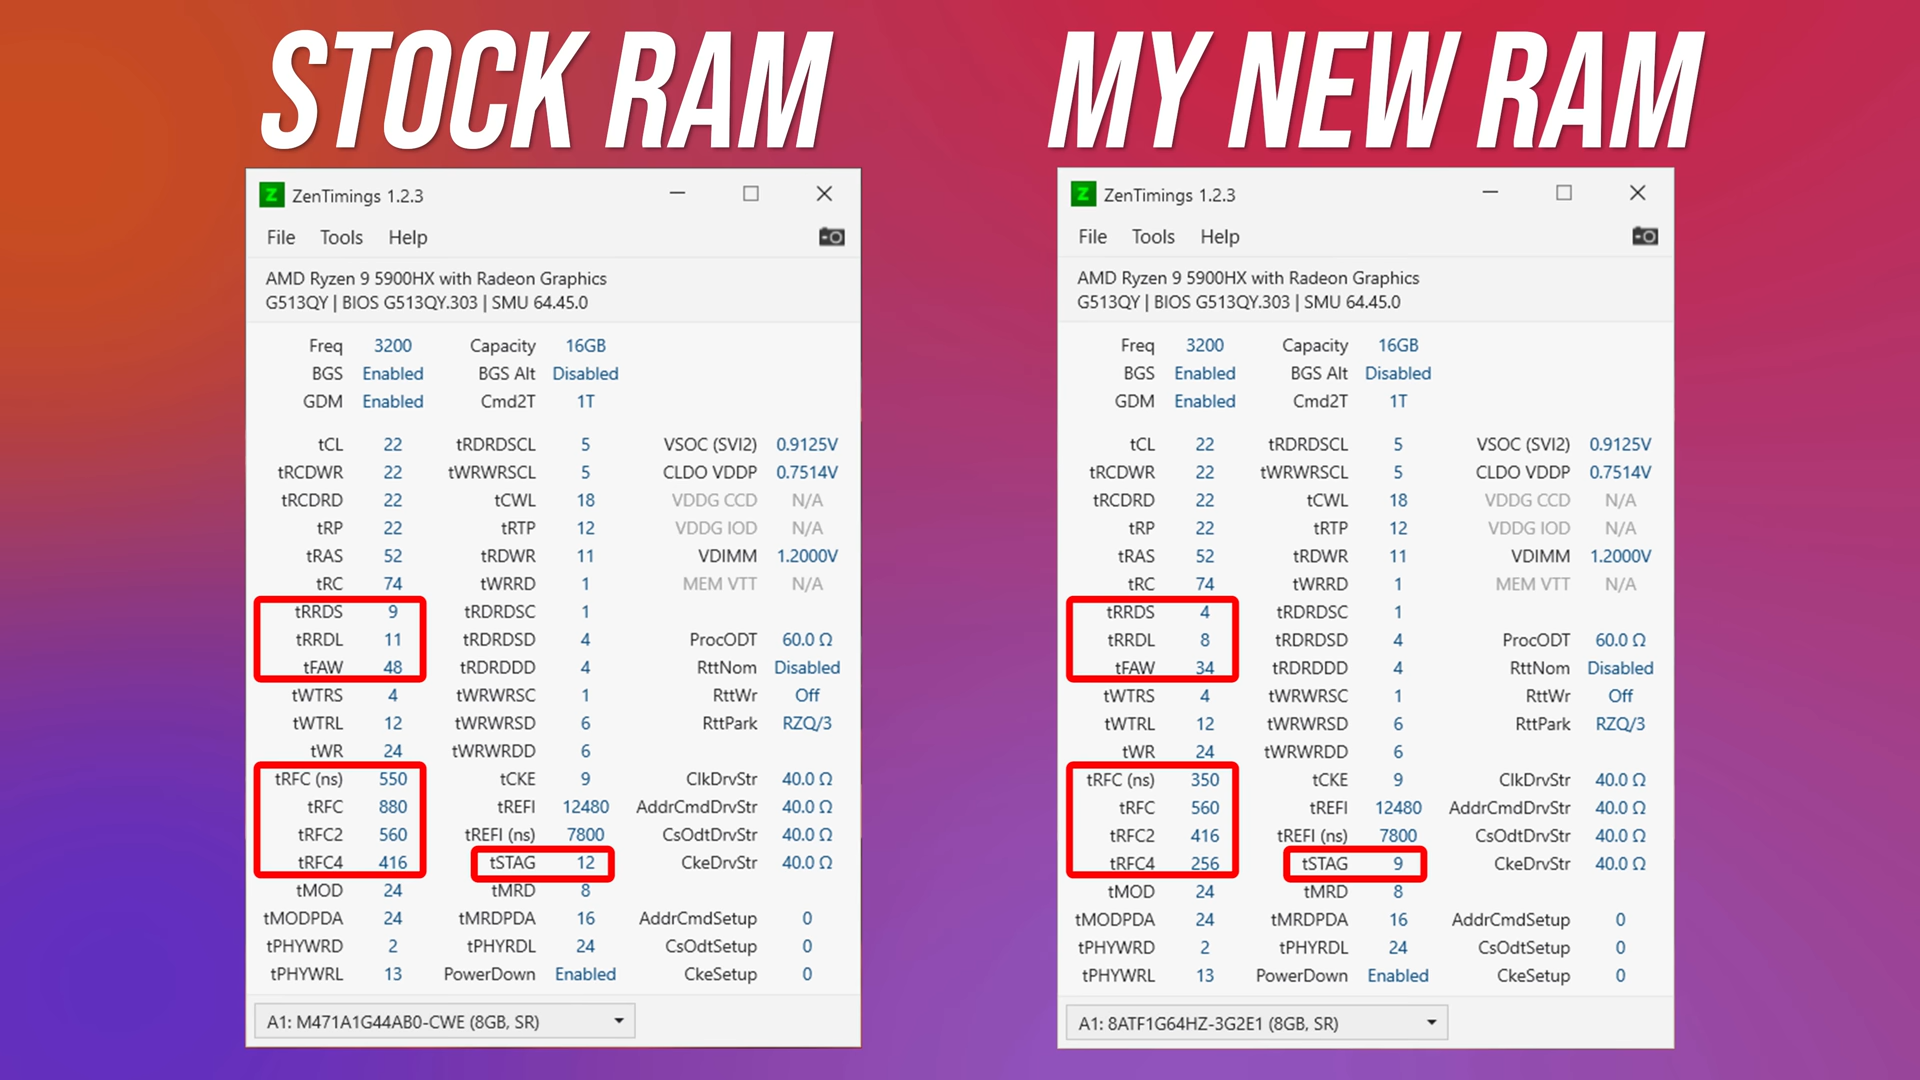 STOCK RAM
ZenTimings 1.2.3
File Tools Help
AMD Ryzen 9 5900HX with Radeon Graphics
G513QY | BIOS G513QY.303 | SMU 64.45.0
Freq 3200 Capacity 16GB
BGS Enabled BGS Alt Disabled
GDM Enabled Cmd2T 1T
tCL 22 tRDRDSCL 5 VSOC (SVI2) 0.9125V
tRCDWR 22 tWRWRSCL 5 CLDO VDDP 0.7514V
tRCDRD 22 tCWL 18 VDDG CCD N/A
tRP 22 tRTP 12 VDDG IOD N/A
tRAS 52 tRDWR 11 VDIMM 1.2000V
tRC 74 tWRRD 1 MEM VTT N/A
tRRDS 9 tRDRDSC 1
tRRDL 11 tRDRDSD 4 ProcODT 60.0 Ω
tFAW 48 tRDRDDD 4 RttNom Disabled
tWTRS 4 tWRWRSC 1 RttWr Off
tWTRL 12 tWRWRSD 6 RttPark RZQ/3
tWR 24 tWRWRDD 6
tRFC (ns) 550 tCKE 9 ClkDrvStr 40.0 Ω
tRFC 880 tREFI 12480 AddrCmdDrvStr 40.0 Ω
tRFC2 560 tREFI (ns) 7800 CsOdtDrvStr 40.0 Ω
tRFC4 416 tSTAG 12 CkeDrvStr 40.0 Ω
tMOD 24 tMRD 8
tMODPDA 24 tMRDPDA 16 AddrCmdSetup 0
tPHYWRD 2 tPHYRDL 24 CsOdtSetup 0
tPHYWRL 13 PowerDown Enabled CkeSetup 0
A1: M471A1G44AB0-CWE (8GB, SR)
MY NEW RAM
ZenTimings 1.2.3
File Tools Help
AMD Ryzen 9 5900HX with Radeon Graphics
G513QY | BIOS G513QY.303 | SMU 64.45.0
Freq 3200 Capacity 16GB
BGS Enabled BGS Alt Disabled
GDM Enabled Cmd2T 1T
tCL 22 tRDRDSCL 5 VSOC (SVI2) 0.9125V
tRCDWR 22 tWRWRSCL 5 CLDO VDDP 0.7514V
tRCDRD 22 tCWL 18 VDDG CCD N/A
tRP 22 tRTP 12 VDDG IOD N/A
tRAS 52 tRDWR 11 VDIMM 1.2000V
tRC 74 tWRRD 1 MEM VTT N/A
tRRDS 4 tRDRDSC 1
tRRDL 8 tRDRDSD 4 ProcODT 60.0 Ω
tFAW 34 tRDRDDD 4 RttNom Disabled
tWTRS 4 tWRWRSC 1 RttWr Off
tWTRL 12 tWRWRSD 6 RttPark RZQ/3
tWR 24 tWRWRDD 6
tRFC (ns) 350 tCKE 9 ClkDrvStr 40.0 Ω
tRFC 560 tREFI 12480 AddrCmdDrvStr 40.0 Ω
tRFC2 416 tREFI (ns) 7800 CsOdtDrvStr 40.0 Ω
tRFC4 256 tSTAG 9 CkeDrvStr 40.0 Ω
tMOD 24 tMRD 8
tMODPDA 24 tMRDPDA 16 AddrCmdSetup 0
tPHYWRD 2 tPHYRDL 24 CsOdtSetup 0
tPHYWRL 13 PowerDown Enabled CkeSetup 0
A1: 8ATF1G64HZ-3G2E1 (8GB, SR)